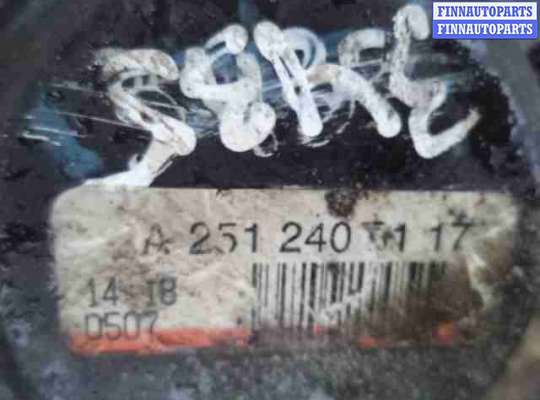 FINNAUTOPARTS
FINNAUTOPARTS
A 251 240 17
14 18
0507